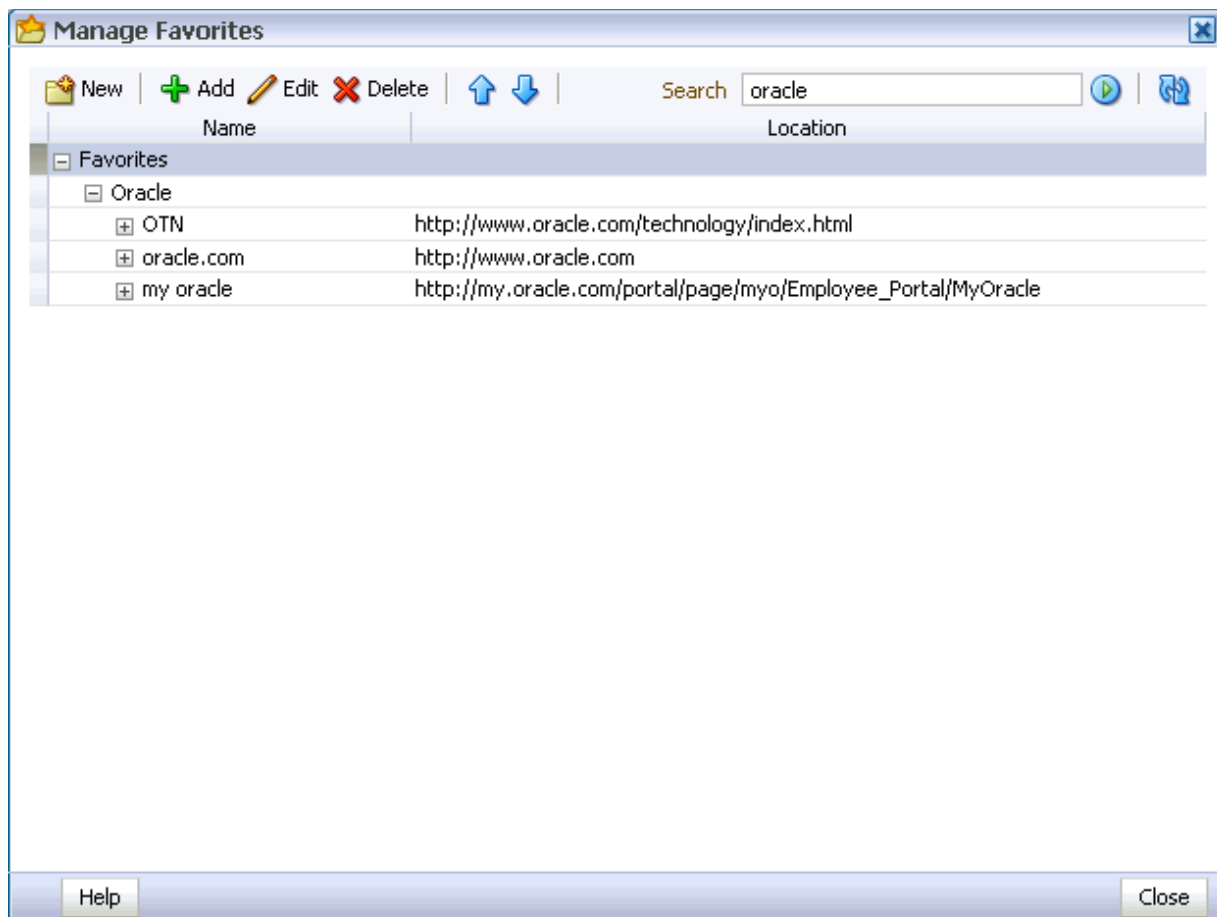 Manage Favorites
New Add Edit Delete Search oracle
Name Location
Favorites
Oracle
OTN http://www.oracle.com/technology/index.html
oracle.com http://www.oracle.com
my oracle http://my.oracle.com/portal/page/myo/Employee_Portal/MyOracle
Help Close